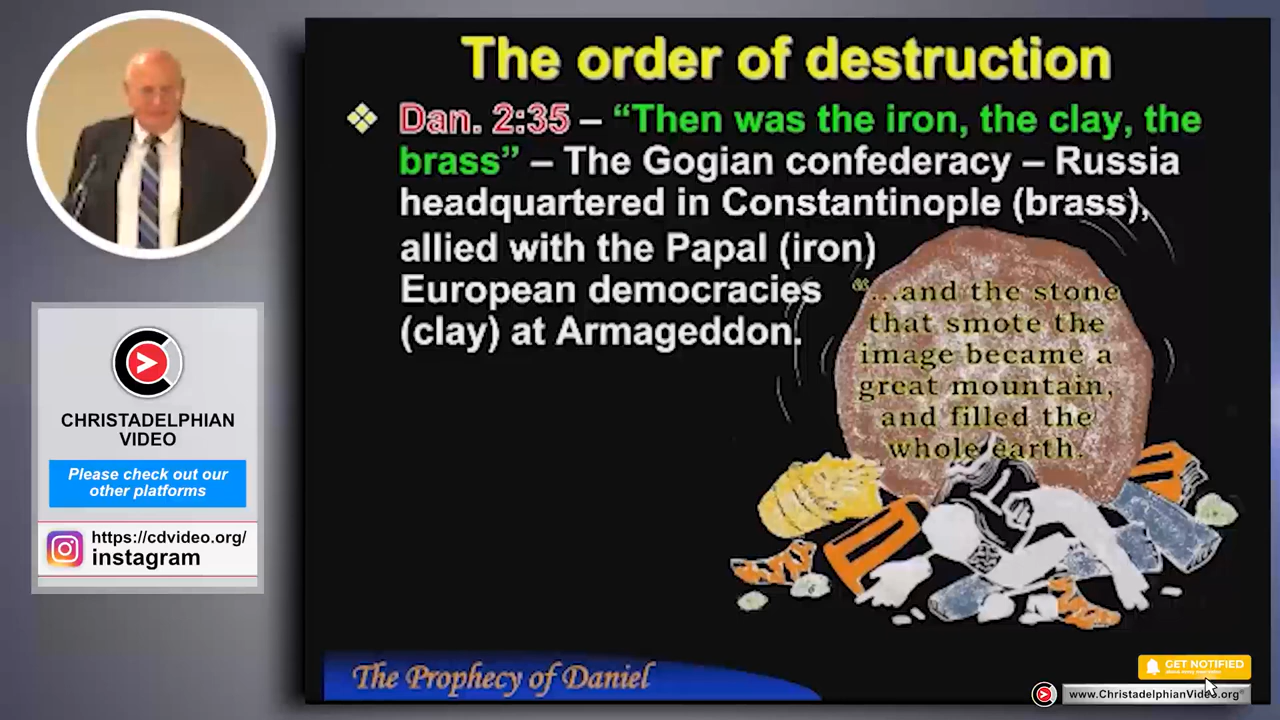 The order of destruction
❖ Dan. 2:35 – “Then was the iron, the clay, the
brass” – The Gogian confederacy – Russia
headquartered in Constantinople (brass),
allied with the Papal (iron)
European democracies
(clay) at Armageddon.
“...and the stone
that smote the
image became a
great mountain,
and filled the
whole earth.
The Prophecy of Daniel
CHRISTADELPHIAN
VIDEO
Please check out our
other platforms
https://cdvideo.org/
instagram
GET NOTIFIED
www.ChristadelphianVideo.org